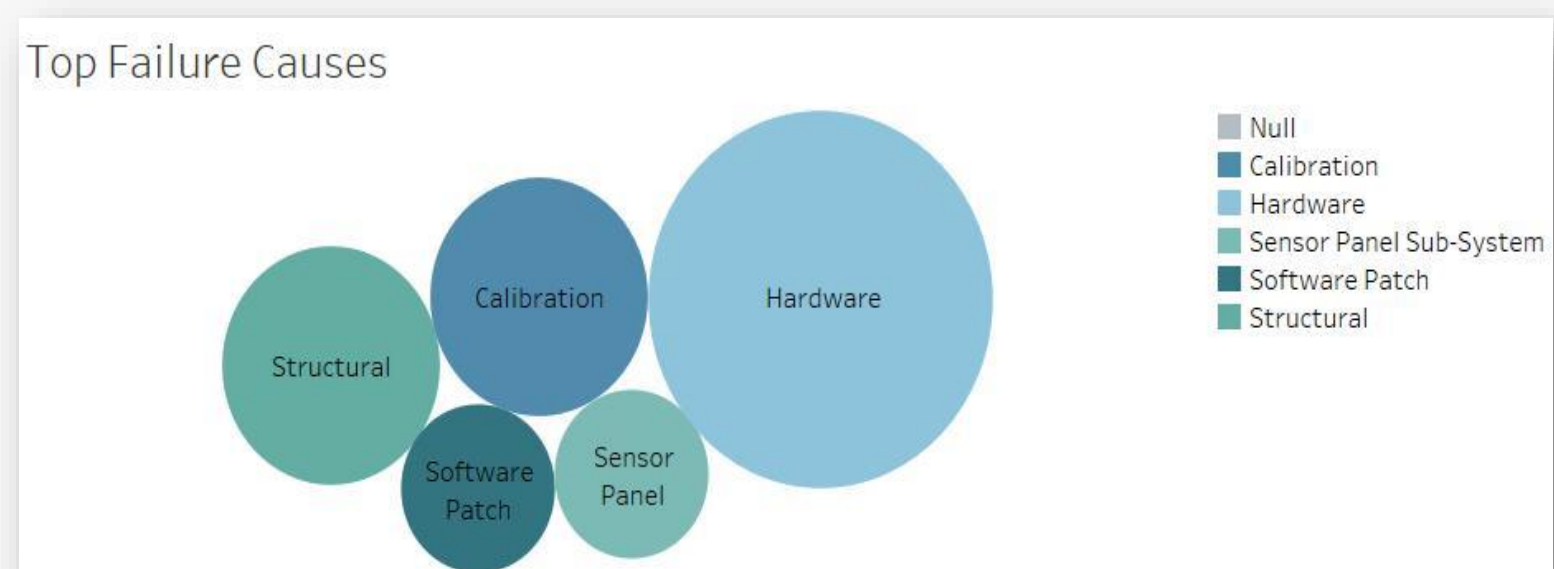 Top Failure Causes
Null
Calibration
Hardware
Sensor Panel Sub-System
Software Patch
Structural
Calibration
Hardware
Structural
Sensor
Panel
Software
Patch